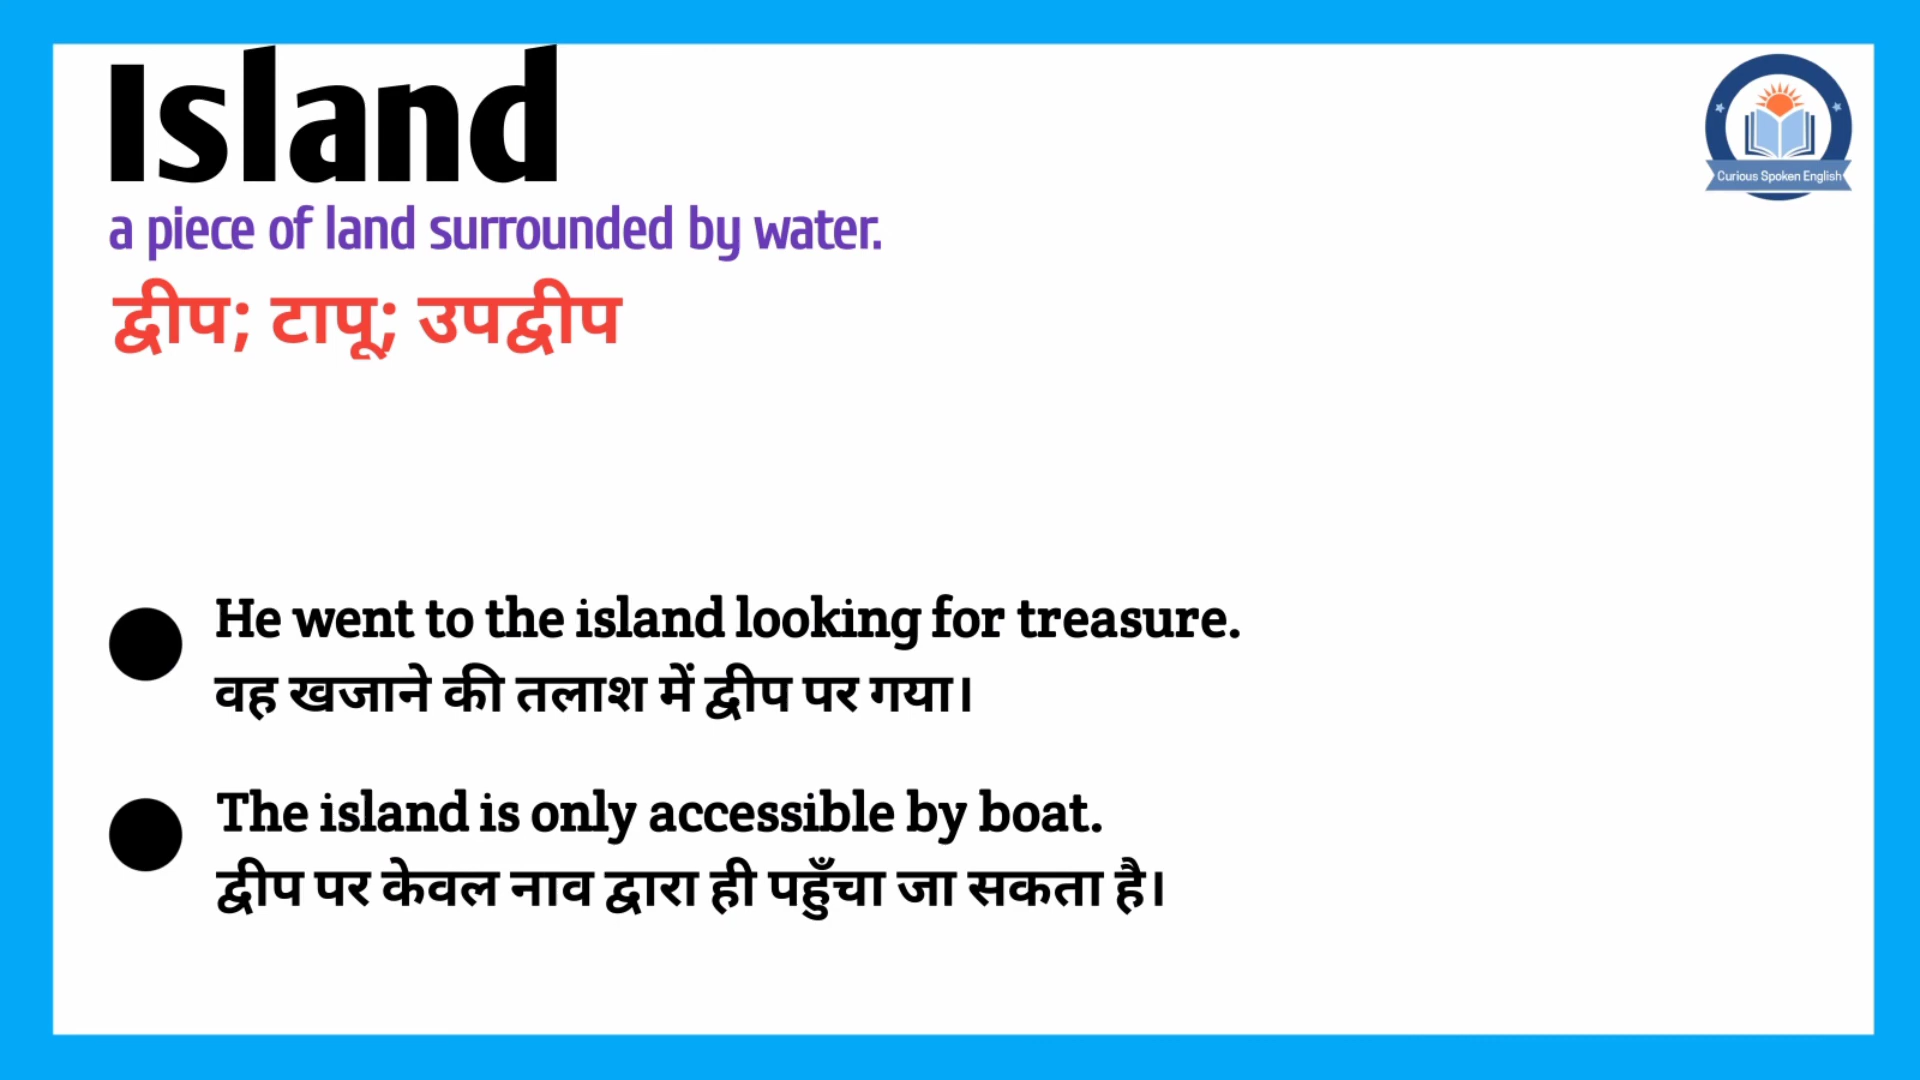 Island
Curious Spoken English
a piece of land surrounded by water.
द्वीप; टापू; उपद्वीप
He went to the island looking for treasure.
वह खजाने की तलाश में द्वीप पर गया।
The island is only accessible by boat.
द्वीप पर केवल नाव द्वारा ही पहुँचा जा सकता है।